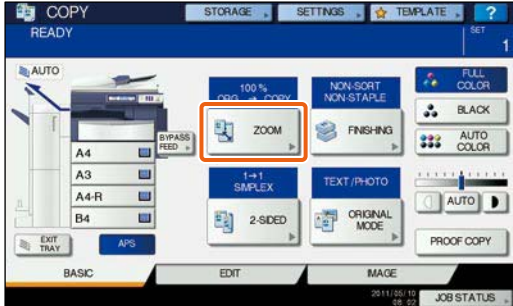 COPY
STORAGE
SETTINGS
TEMPLATE
?
READY
SET
1
AUTO
100 %
ORG. → COPY
NON-SORT
NON-STAPLE
FULL
COLOR
ZOOM
FINISHING
BLACK
BYPASS
FEED
AUTO
COLOR
A4
A3
A4-R
B4
1→1
SIMPLEX
TEXT/PHOTO
2-SIDED
ORIGINAL
MODE
AUTO
EXIT
TRAY
APS
PROOF COPY
BASIC
EDIT
IMAGE
2011/05/10
08:02
JOB STATUS